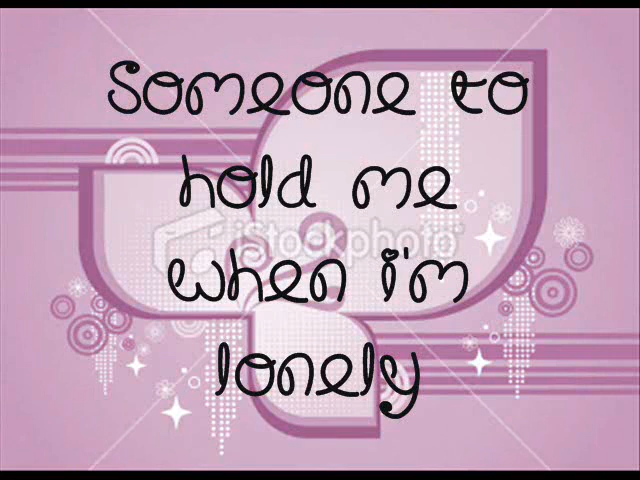 Someone to
hold me
when i'm
lonely
iStockphoto